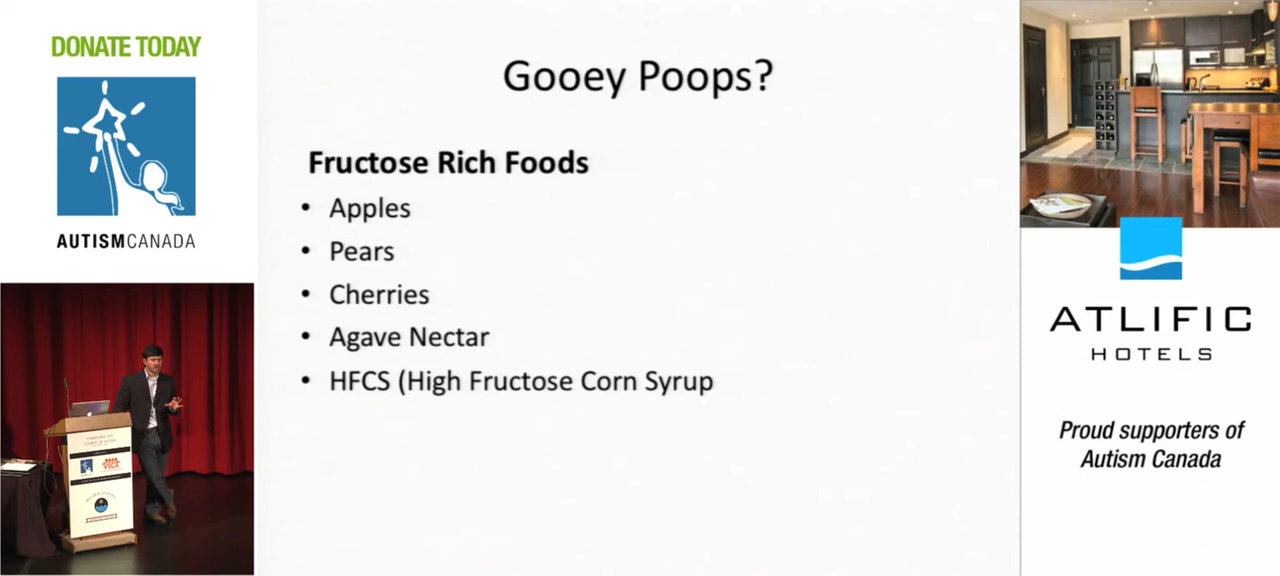 DONATE TODAY
AUTISMCANADA
Gooey Poops?
Fructose Rich Foods
• Apples
• Pears
• Cherries
• Agave Nectar
• HFCS (High Fructose Corn Syrup
ATLIFIC
HOTELS
Proud supporters of
Autism Canada